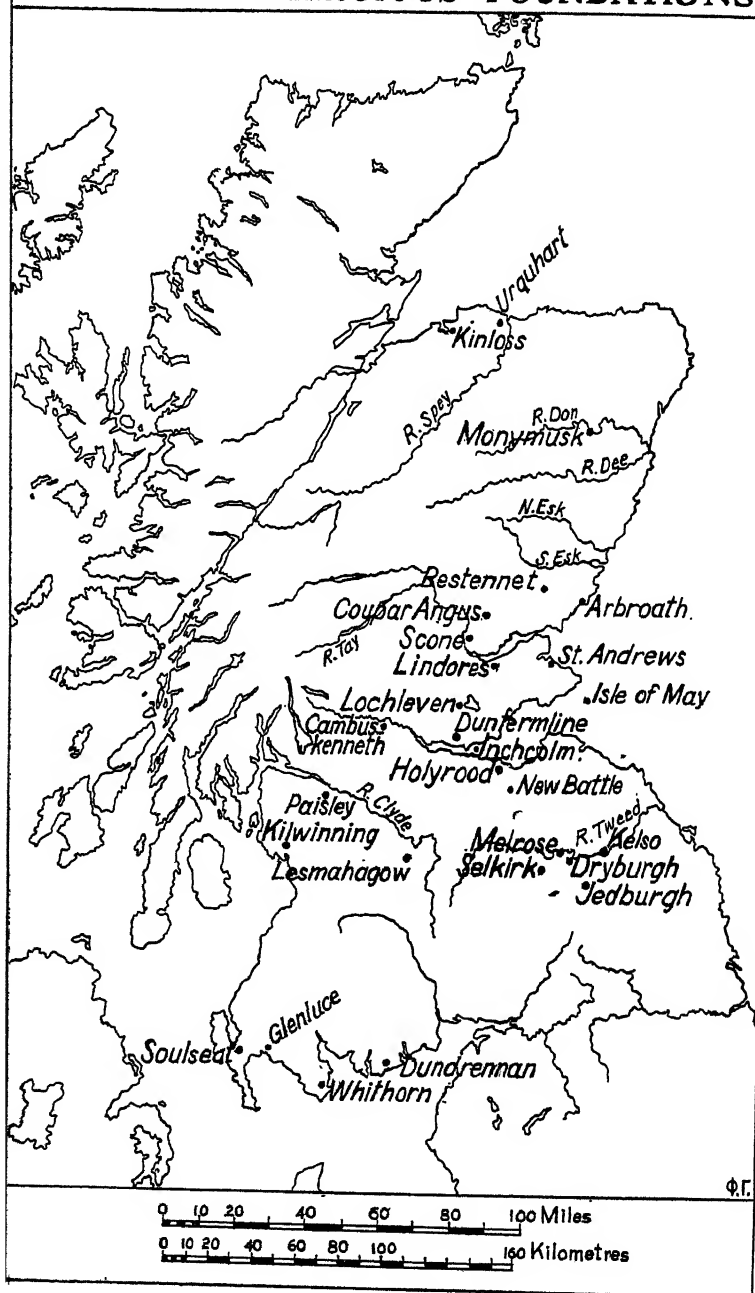 FOUNDATIONS
Urquhart
Kinloss
R. Spey
R. Don
Monymusk
R. Dee
N. Esk
S. Esk
Restennet
Coupar Angus
Arbroath.
Scone
R. Tay
Lindores
St. Andrews
Lochleven
Isle of May
Cambus-
kenneth
Dunfermline
Inchcolm.
Holyrood
New Battle
R. Clyde
Paisley
Kilwinning
Lesmahagow
Melrose
R. Tweed
Kelso
Selkirk
Dryburgh
Jedburgh
Glenluce
Soulseat
Dundrennan
Whithorn
Φ.Γ.
0 10 20 40 60 80 100 Miles
0 10 20 40 60 80 100 160 Kilometres